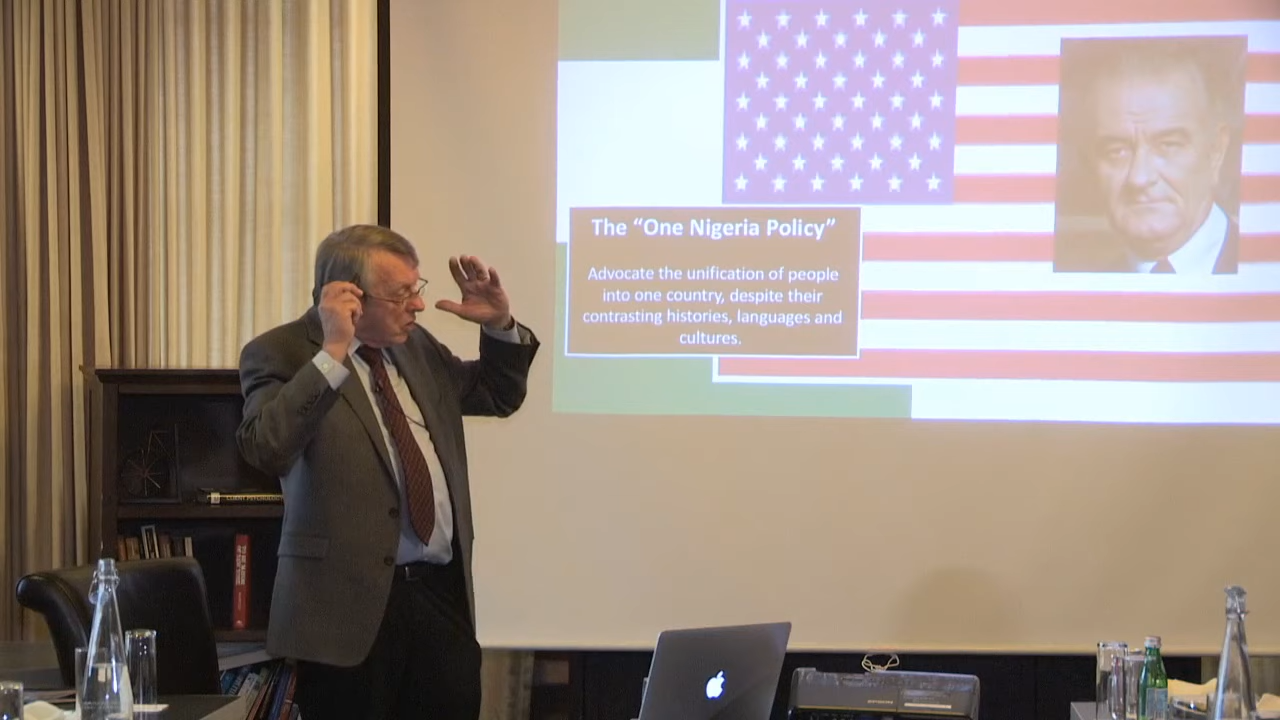 The “One Nigeria Policy”
Advocate the unification of people
into one country, despite their
contrasting histories, languages and
cultures.